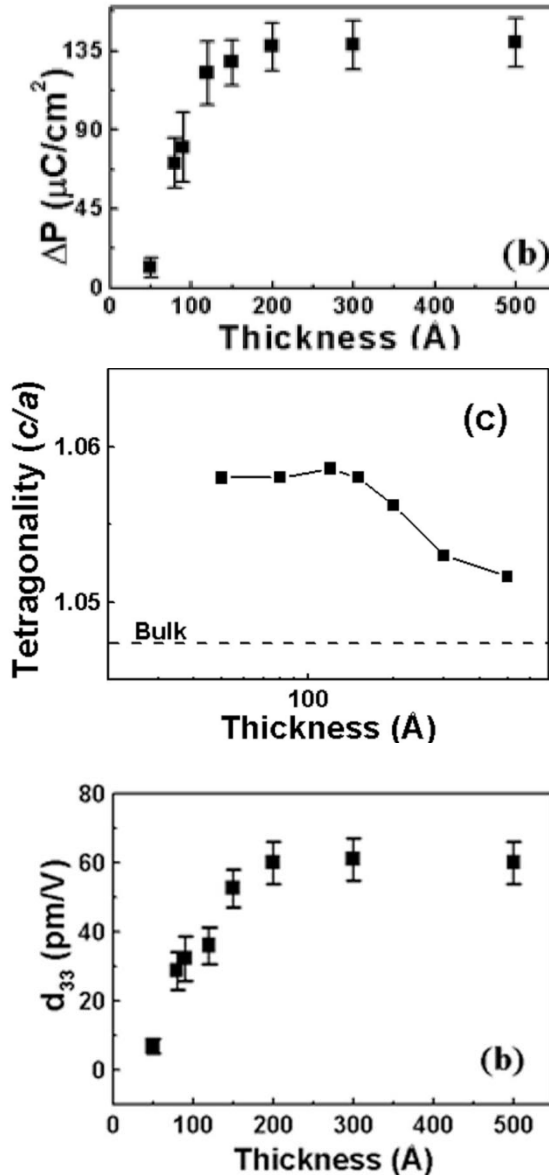 135
90
45
0
ΔP (μC/cm²)
(b)
0 100 200 300 400 500
Thickness (Å)
(c)
1.06
1.05
Tetragonality (c/a)
Bulk
100
Thickness (Å)
80
60
40
20
0
d₃₃ (pm/V)
(b)
0 100 200 300 400 500
Thickness (Å)